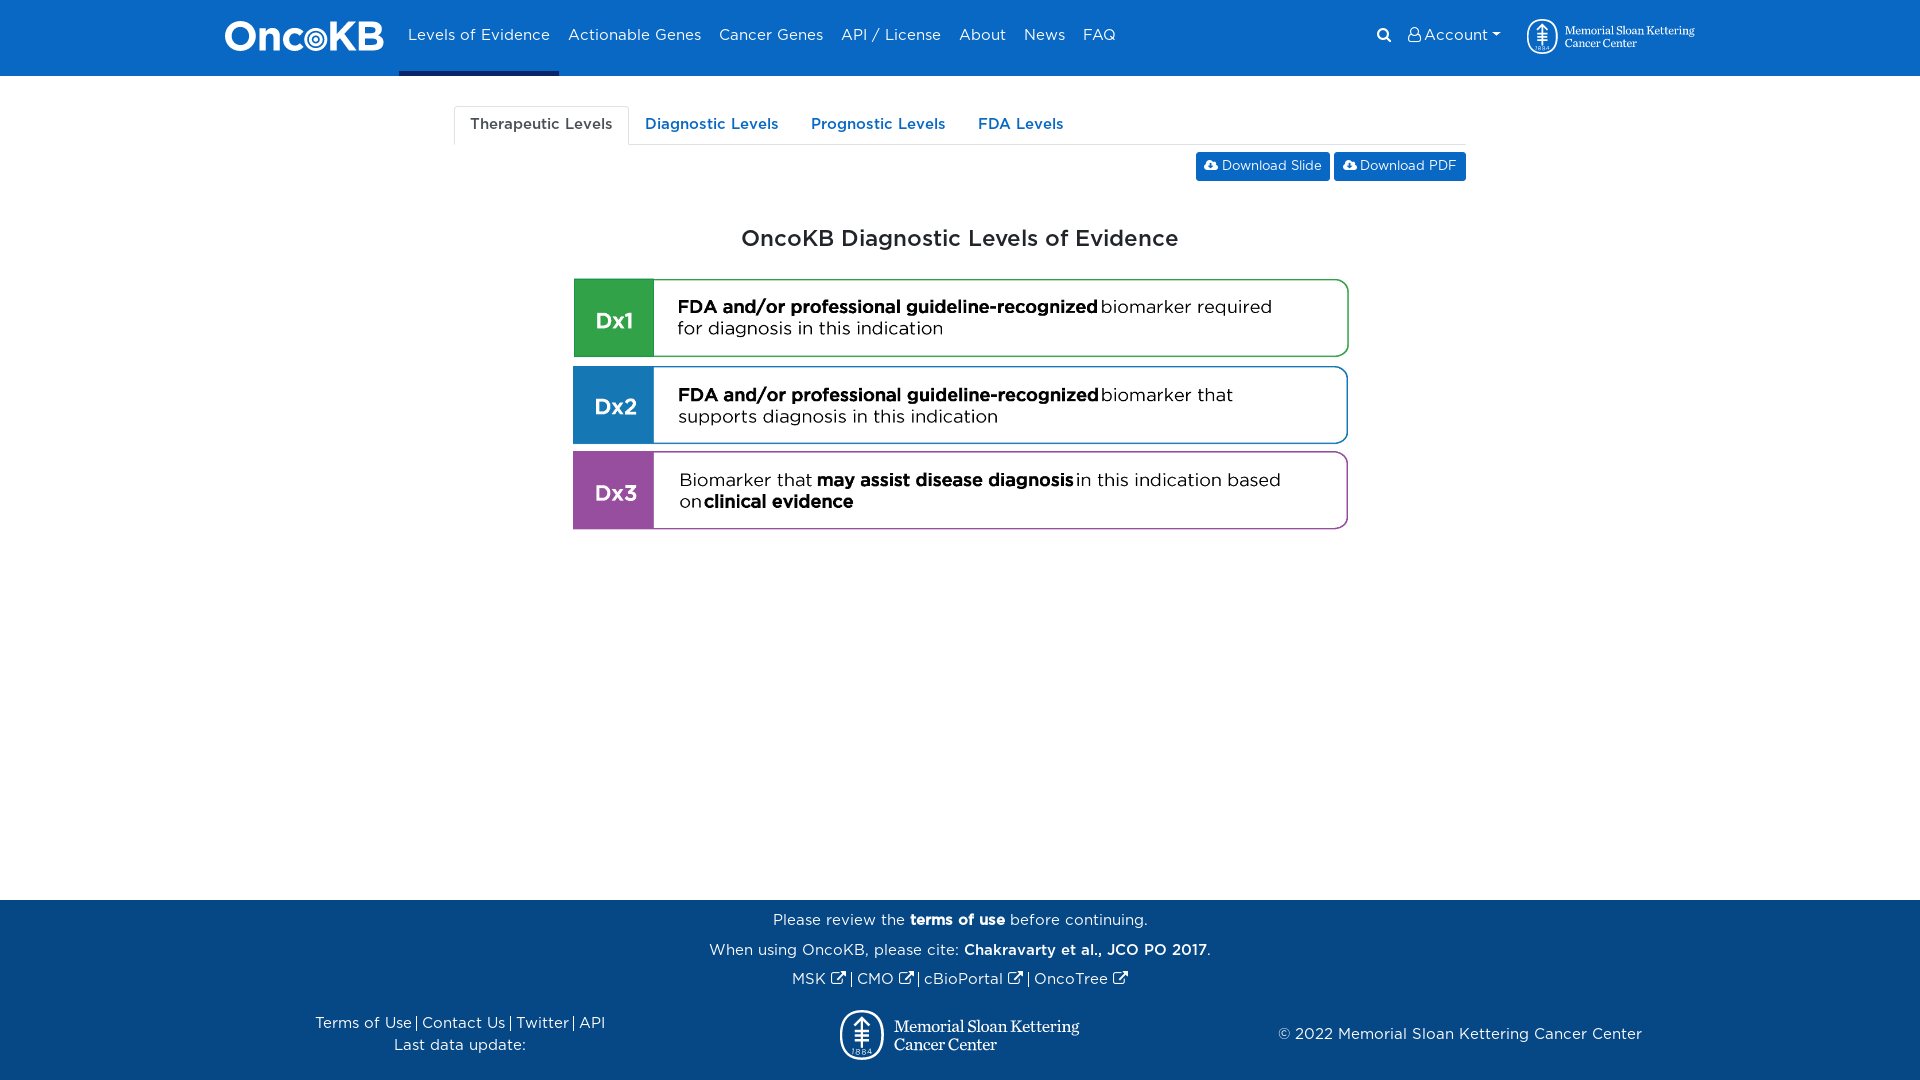 OncoKB Levels of Evidence Actionable Genes Cancer Genes API / License About News FAQ Account Memorial Sloan Kettering
Cancer Center
1884
Therapeutic Levels Diagnostic Levels Prognostic Levels FDA Levels
Download Slide Download PDF
OncoKB Diagnostic Levels of Evidence
Dx1
FDA and/or professional guideline-recognized biomarker required
for diagnosis in this indication
Dx2
FDA and/or professional guideline-recognized biomarker that
supports diagnosis in this indication
Dx3
Biomarker that may assist disease diagnosis in this indication based
on clinical evidence
Please review the terms of use before continuing.
When using OncoKB, please cite: Chakravarty et al., JCO PO 2017.
MSK | CMO | cBioPortal | OncoTree
Terms of Use | Contact Us | Twitter | API
Last data update:
1884
Memorial Sloan Kettering
Cancer Center
© 2022 Memorial Sloan Kettering Cancer Center